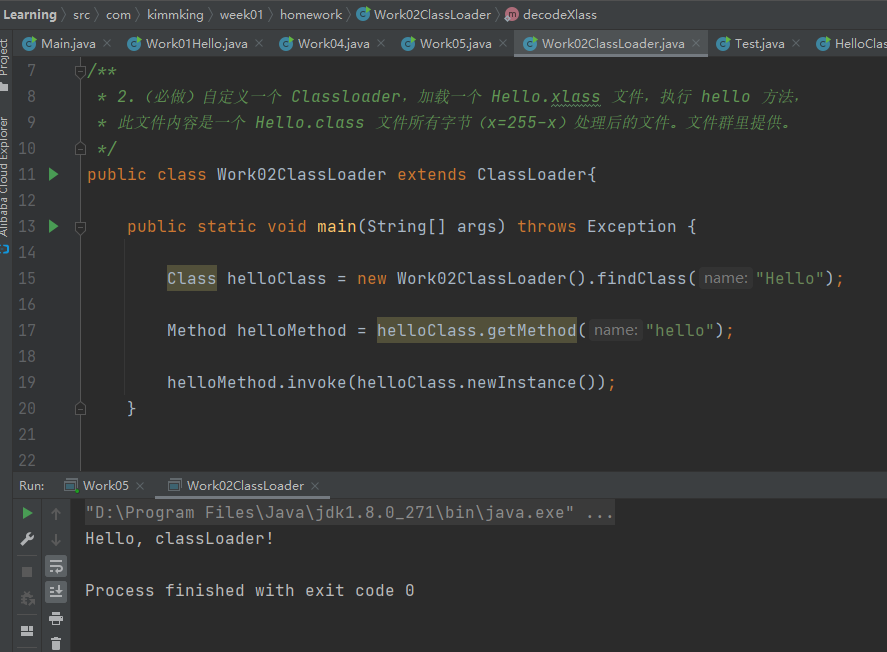 Learning src com kimmking week01 homework Work02ClassLoader decodeXlass
Main.java Work01Hello.java Work04.java Work05.java Work02ClassLoader.java Test.java HelloClas
Project
Alibaba Cloud Explorer
7 /**
8 * 2.（必做）自定义一个 Classloader，加载一个 Hello.xlass 文件，执行 hello 方法，
9 * 此文件内容是一个 Hello.class 文件所有字节（x=255-x）处理后的文件。文件群里提供。
10 */
11 public class Work02ClassLoader extends ClassLoader{
12
13 public static void main(String[] args) throws Exception {
14
15 Class helloClass = new Work02ClassLoader().findClass( name: "Hello");
16
17 Method helloMethod = helloClass.getMethod( name: "hello");
18
19 helloMethod.invoke(helloClass.newInstance());
20 }
21
22
Run: Work05 Work02ClassLoader
"D:\Program Files\Java\jdk1.8.0_271\bin\java.exe" ...
Hello, classLoader!
Process finished with exit code 0